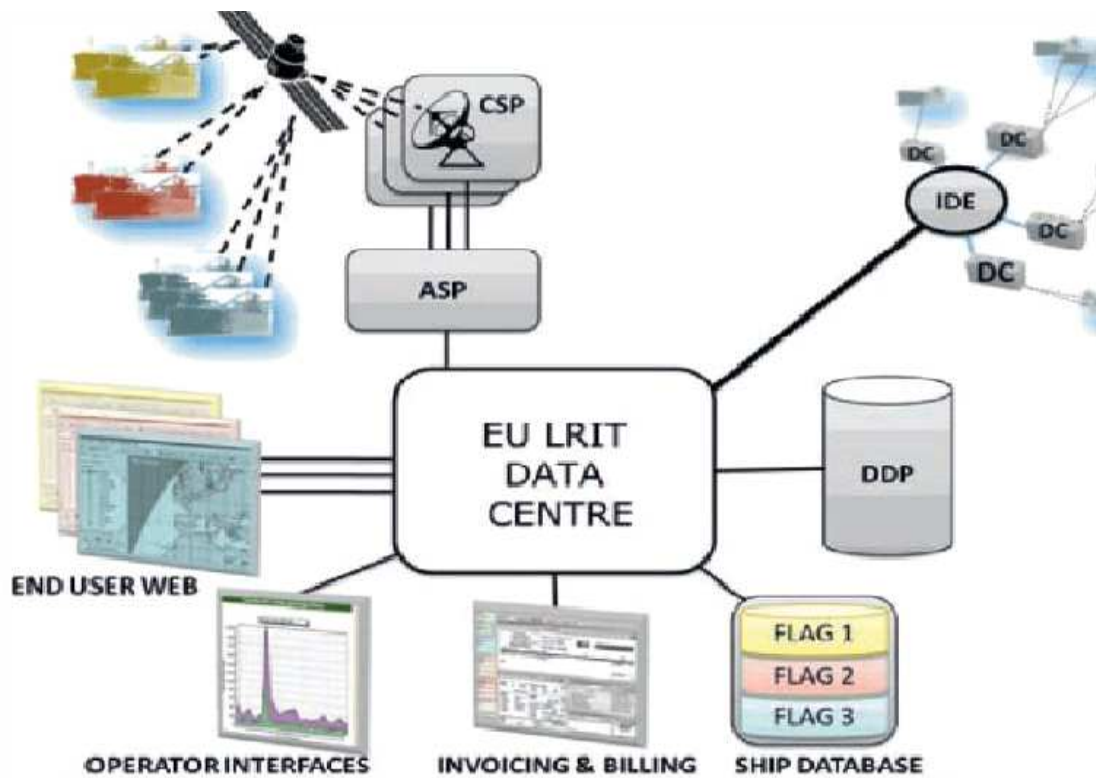 CSP
DC
DC
IDE
DC
DC
ASP
EU LRIT
DATA
CENTRE
DDP
END USER WEB
FLAG 1
FLAG 2
FLAG 3
OPERATOR INTERFACES
INVOICING & BILLING
SHIP DATABASE